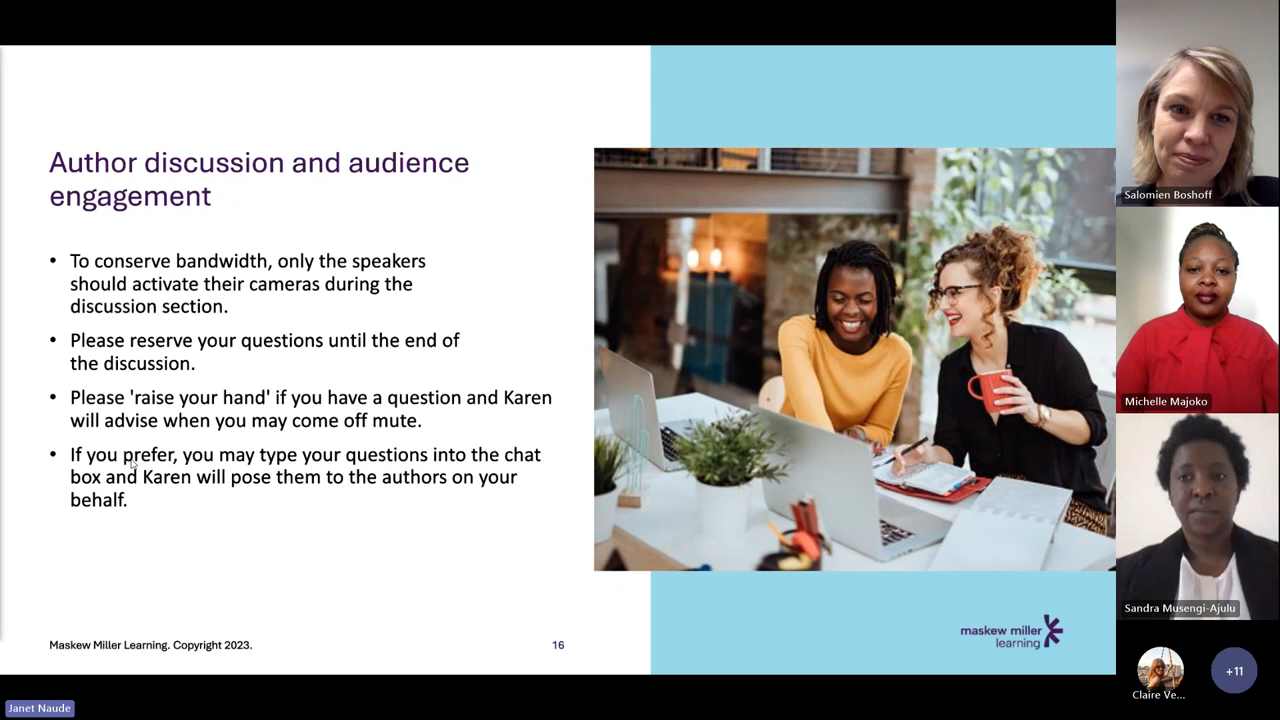 Author discussion and audience
engagement
• To conserve bandwidth, only the speakers
should activate their cameras during the
discussion section.
• Please reserve your questions until the end of
the discussion.
• Please 'raise your hand' if you have a question and Karen
will advise when you may come off mute.
• If you prefer, you may type your questions into the chat
box and Karen will pose them to the authors on your
behalf.
Maskew Miller Learning. Copyright 2023.
16
maskew miller
learning
Janet Naude
Salomien Boshoff
Michelle Majoko
Sandra Musengi-Ajulu
Claire Ve...
+11